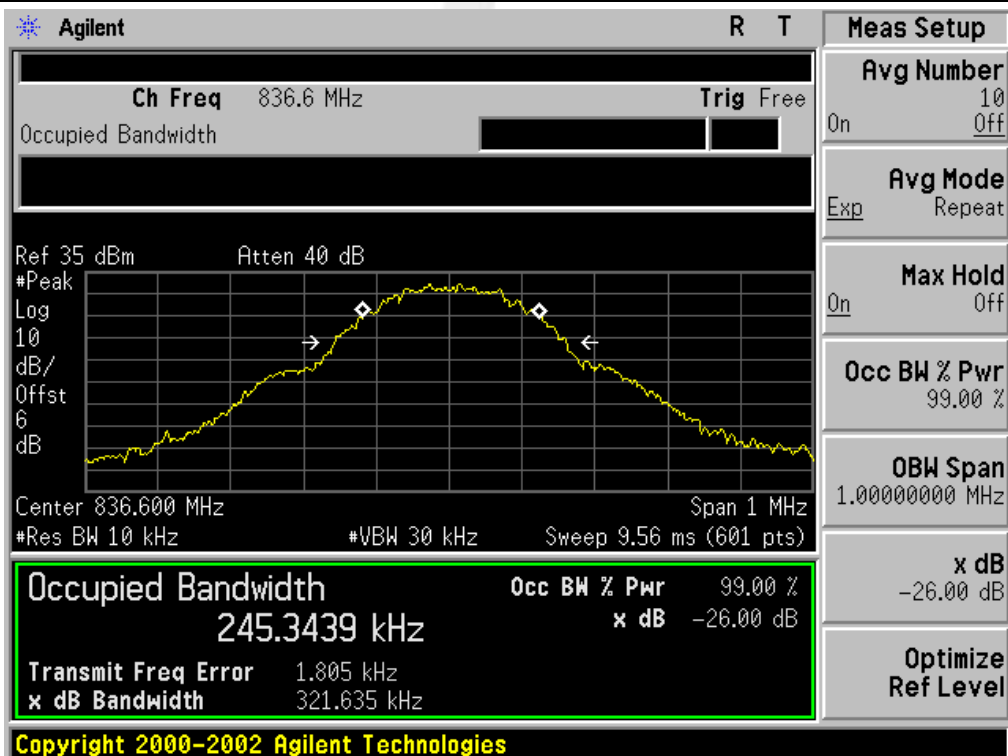 Agilent R T Meas Setup
Avg Number
10
On Off
Ch Freq 836.6 MHz Trig Free
Occupied Bandwidth
Avg Mode
Exp Repeat
Ref 35 dBm Atten 40 dB
#Peak
Log
10
dB/
Offst
6
dB
Max Hold
On Off
Occ BW % Pwr
99.00 %
OBW Span
1.00000000 MHz
Center 836.600 MHz Span 1 MHz
#Res BW 10 kHz #VBW 30 kHz Sweep 9.56 ms (601 pts)
x dB
-26.00 dB
Occupied Bandwidth Occ BW % Pwr 99.00 %
245.3439 kHz x dB -26.00 dB
Transmit Freq Error 1.805 kHz
x dB Bandwidth 321.635 kHz
Optimize
Ref Level
Copyright 2000-2002 Agilent Technologies